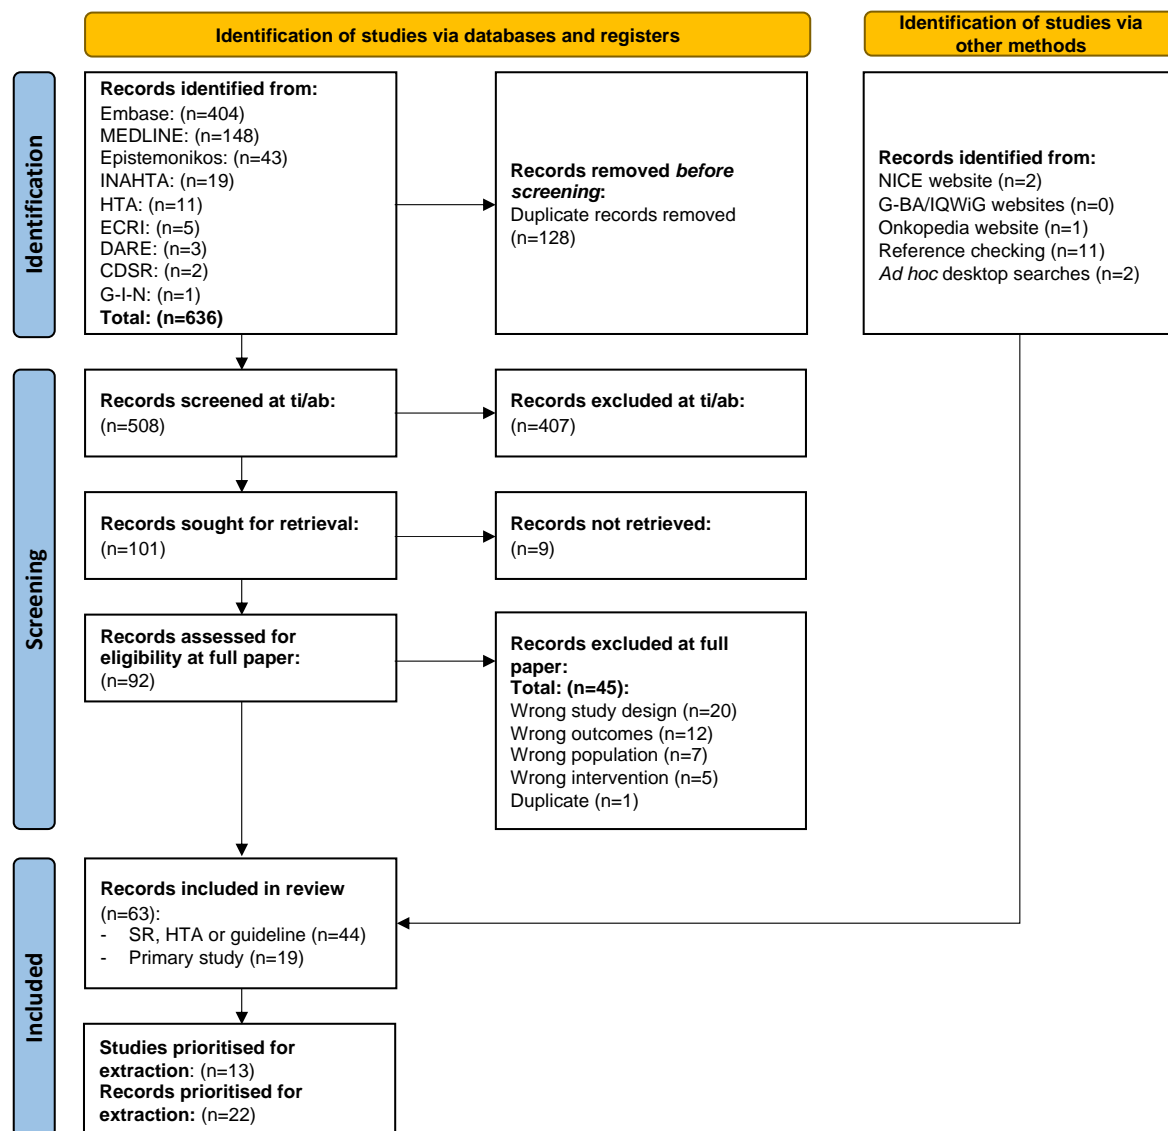 Identification of studies via databases and registers
Identification of studies via
other methods
Identification
Records identified from:
Embase: (n=404)
MEDLINE: (n=148)
Epistemonikos: (n=43)
INAHTA: (n=19)
HTA: (n=11)
ECRI: (n=5)
DARE: (n=3)
CDSR: (n=2)
G-I-N: (n=1)
Total: (n=636)
Records removed before
screening:
Duplicate records removed
(n=128)
Records identified from:
NICE website (n=2)
G-BA/IQWiG websites (n=0)
Onkopedia website (n=1)
Reference checking (n=11)
Ad hoc desktop searches (n=2)
Screening
Records screened at ti/ab:
(n=508)
Records excluded at ti/ab:
(n=407)
Records sought for retrieval:
(n=101)
Records not retrieved:
(n=9)
Records assessed for
eligibility at full paper:
(n=92)
Records excluded at full
paper:
Total: (n=45):
Wrong study design (n=20)
Wrong outcomes (n=12)
Wrong population (n=7)
Wrong intervention (n=5)
Duplicate (n=1)
Included
Records included in review
(n=63):
- SR, HTA or guideline (n=44)
- Primary study (n=19)
Studies prioritised for
extraction: (n=13)
Records prioritised for
extraction: (n=22)